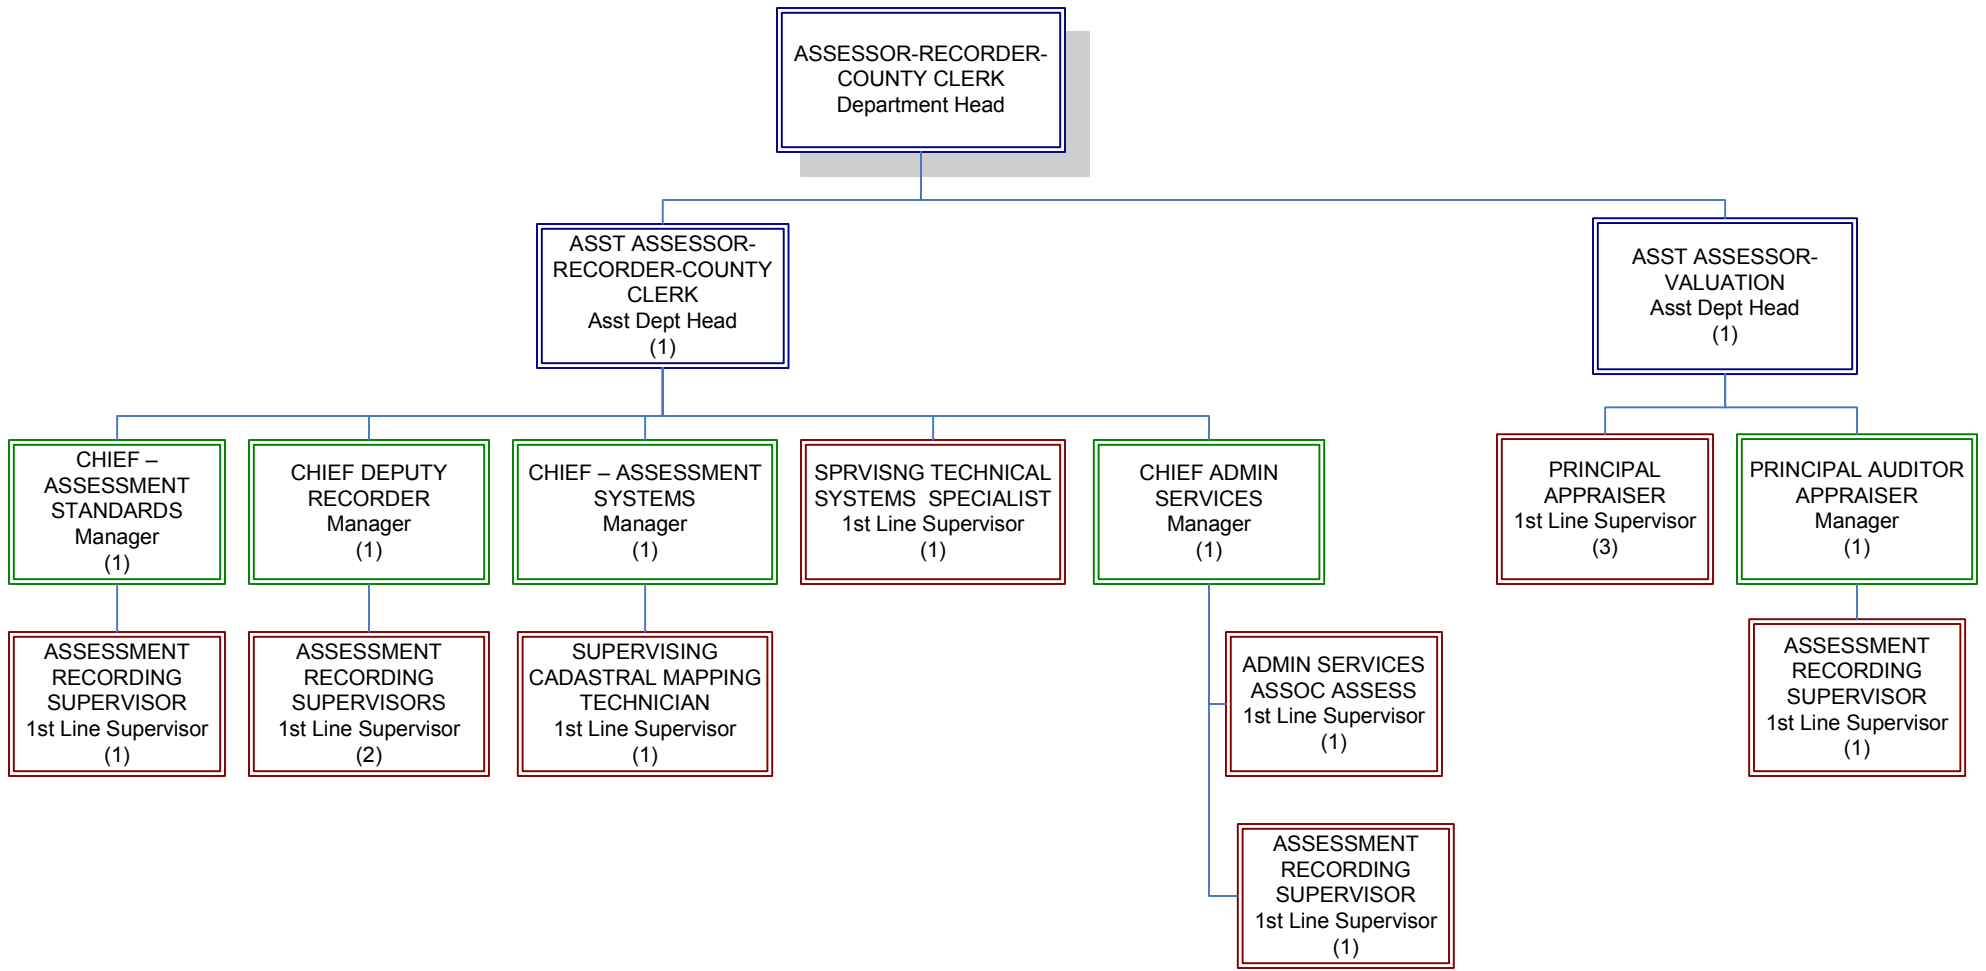 ASSESSOR-RECORDER-
COUNTY CLERK
Department Head
ASST ASSESSOR-
RECORDER-COUNTY
CLERK
Asst Dept Head
(1)
ASST ASSESSOR-
VALUATION
Asst Dept Head
(1)
CHIEF –
ASSESSMENT
STANDARDS
Manager
(1)
CHIEF DEPUTY
RECORDER
Manager
(1)
CHIEF – ASSESSMENT
SYSTEMS
Manager
(1)
SPRVISNG TECHNICAL
SYSTEMS  SPECIALIST
1st Line Supervisor
(1)
CHIEF ADMIN
SERVICES
Manager
(1)
PRINCIPAL
APPRAISER
1st Line Supervisor
(3)
PRINCIPAL AUDITOR
APPRAISER
Manager
(1)
ASSESSMENT
RECORDING
SUPERVISOR
1st Line Supervisor
(1)
ASSESSMENT
RECORDING
SUPERVISORS
1st Line Supervisor
(2)
SUPERVISING
CADASTRAL MAPPING
TECHNICIAN
1st Line Supervisor
(1)
ADMIN SERVICES
ASSOC ASSESS
1st Line Supervisor
(1)
ASSESSMENT
RECORDING
SUPERVISOR
1st Line Supervisor
(1)
ASSESSMENT
RECORDING
SUPERVISOR
1st Line Supervisor
(1)